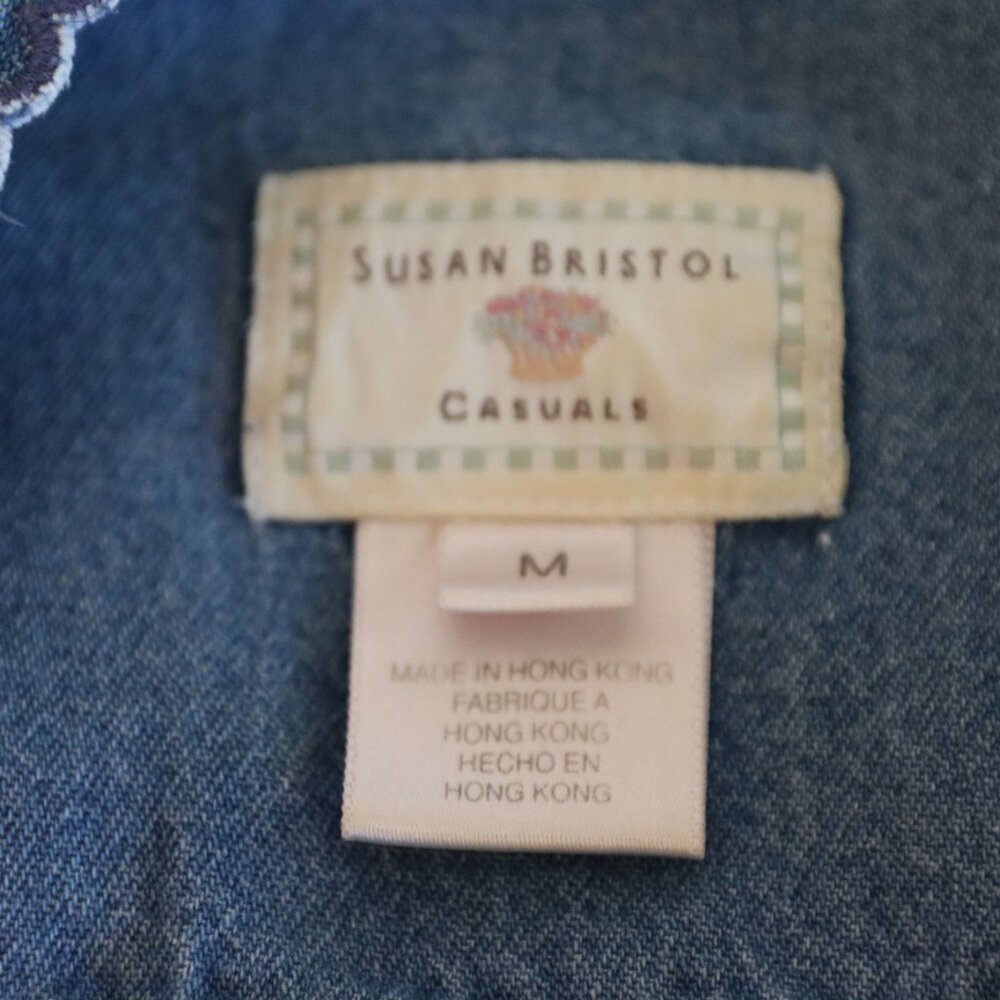 SUSAN BRISTOL
CASUALS
M
MADE IN HONG KONG
FABRIQUE A
HONG KONG
HECHO EN
HONG KONG